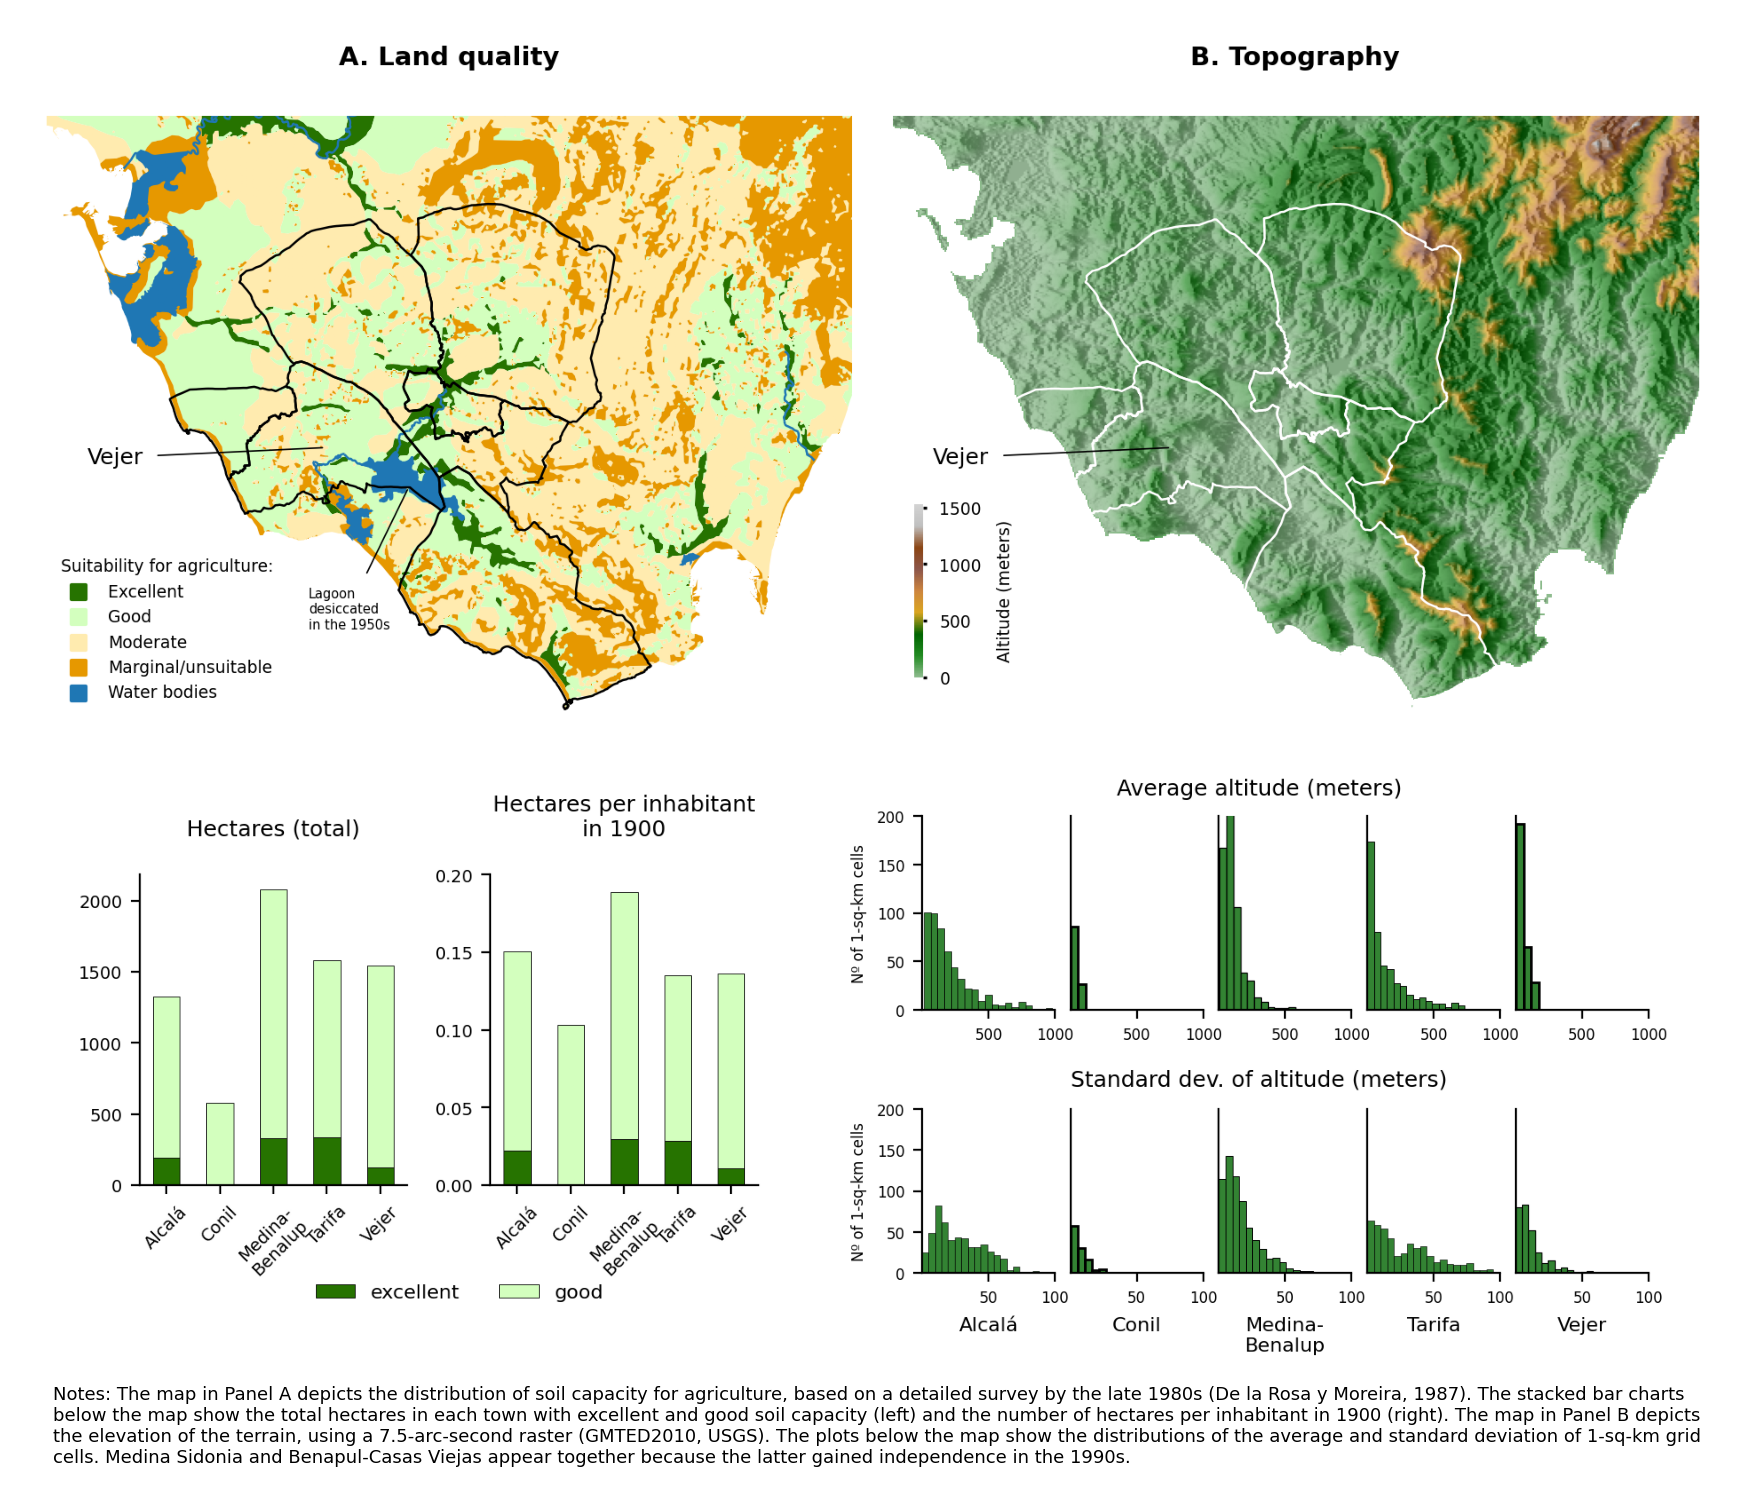 A. Land quality
B. Topography
Vejer
Vejer
Suitability for agriculture:
Excellent
Good
Moderate
Marginal/unsuitable
Water bodies
Lagoon
desiccated
in the 1950s
1500
1000
500
0
Altitude (meters)
Hectares (total)
2000
1500
1000
500
0
Alcalá
Conil
Medina-
Benalup
Tarifa
Vejer
Hectares per inhabitant
in 1900
0.20
0.15
0.10
0.05
0.00
Alcalá
Conil
Medina-
Benalup
Tarifa
Vejer
excellent
good
Average altitude (meters)
Nº of 1-sq-km cells
200
150
100
50
0
500 1000 500 1000 500 1000 500 1000 500 1000
Standard dev. of altitude (meters)
Nº of 1-sq-km cells
200
150
100
50
0
50 100 50 100 50 100 50 100 50 100
Alcalá
Conil
Medina-
Benalup
Tarifa
Vejer
Notes: The map in Panel A depicts the distribution of soil capacity for agriculture, based on a detailed survey by the late 1980s (De la Rosa y Moreira, 1987). The stacked bar charts
below the map show the total hectares in each town with excellent and good soil capacity (left) and the number of hectares per inhabitant in 1900 (right). The map in Panel B depicts
the elevation of the terrain, using a 7.5-arc-second raster (GMTED2010, USGS). The plots below the map show the distributions of the average and standard deviation of 1-sq-km grid
cells. Medina Sidonia and Benapul-Casas Viejas appear together because the latter gained independence in the 1990s.